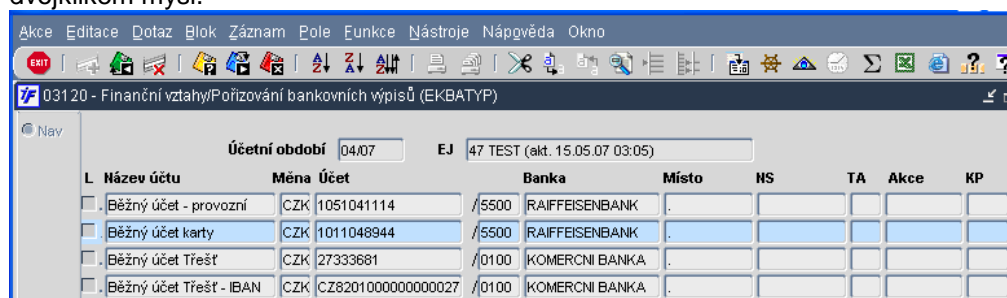 dvojklikem myši.
Akce Editace Dotaz Blok Záznam Pole Funkce Nástroje Nápověda Okno
EXIT
03120 - Finanční vztahy/Pořizování bankovních výpisů (EKBATYP)
Nav
Účetní období 04/07 EJ 47 TEST (akt. 15.05.07 03:05)
L Název účtu Měna Účet Banka Místo NS TA Akce KP
. Běžný účet - provozní CZK 1051041114 / 5500 RAIFFEISENBANK .
. Běžný účet karty CZK 1011048944 / 5500 RAIFFEISENBANK .
. Běžný účet Třešť CZK 27333681 / 0100 KOMERCNI BANKA .
. Běžný účet Třešť - IBAN CZK CZ8201000000000027 / 0100 KOMERCNI BANKA .